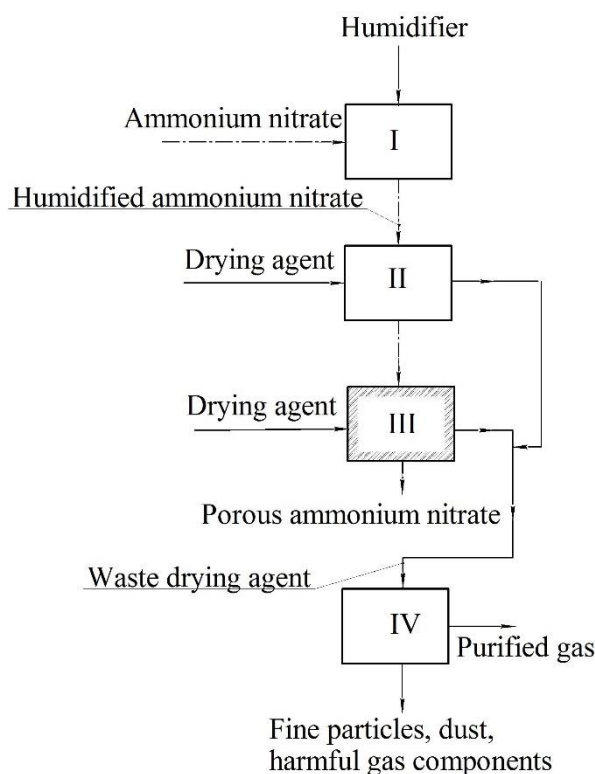 Humidifier
Ammonium nitrate
I
Humidified ammonium nitrate
Drying agent
II
Drying agent
III
Porous ammonium nitrate
Waste drying agent
IV
Purified gas
Fine particles, dust,
harmful gas components